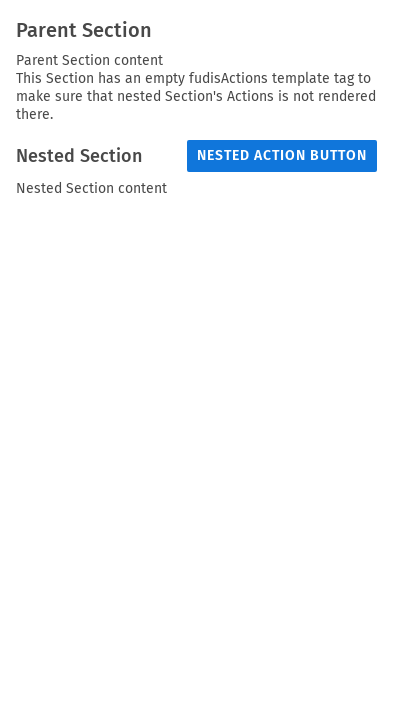 Parent Section
Parent Section content
This Section has an empty fudisActions template tag to
make sure that nested Section's Actions is not rendered
there.
Nested Section
NESTED ACTION BUTTON
Nested Section content